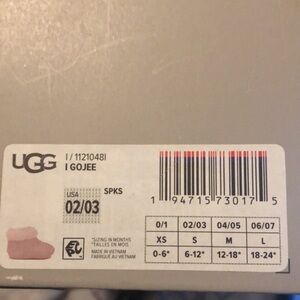 UGG
I / 1121048I
I GOJEE
USA
SPKS
02/03
*SIZING IN MONTHS
*TAILLES EN MOIS
MADE IN VIETNAM
FABRIQUÉ AU VIETNAM
1 94715 73017 5
0/1 02/03 04/05 06/07
XS S M L
0-6* 6-12* 12-18* 18-24*